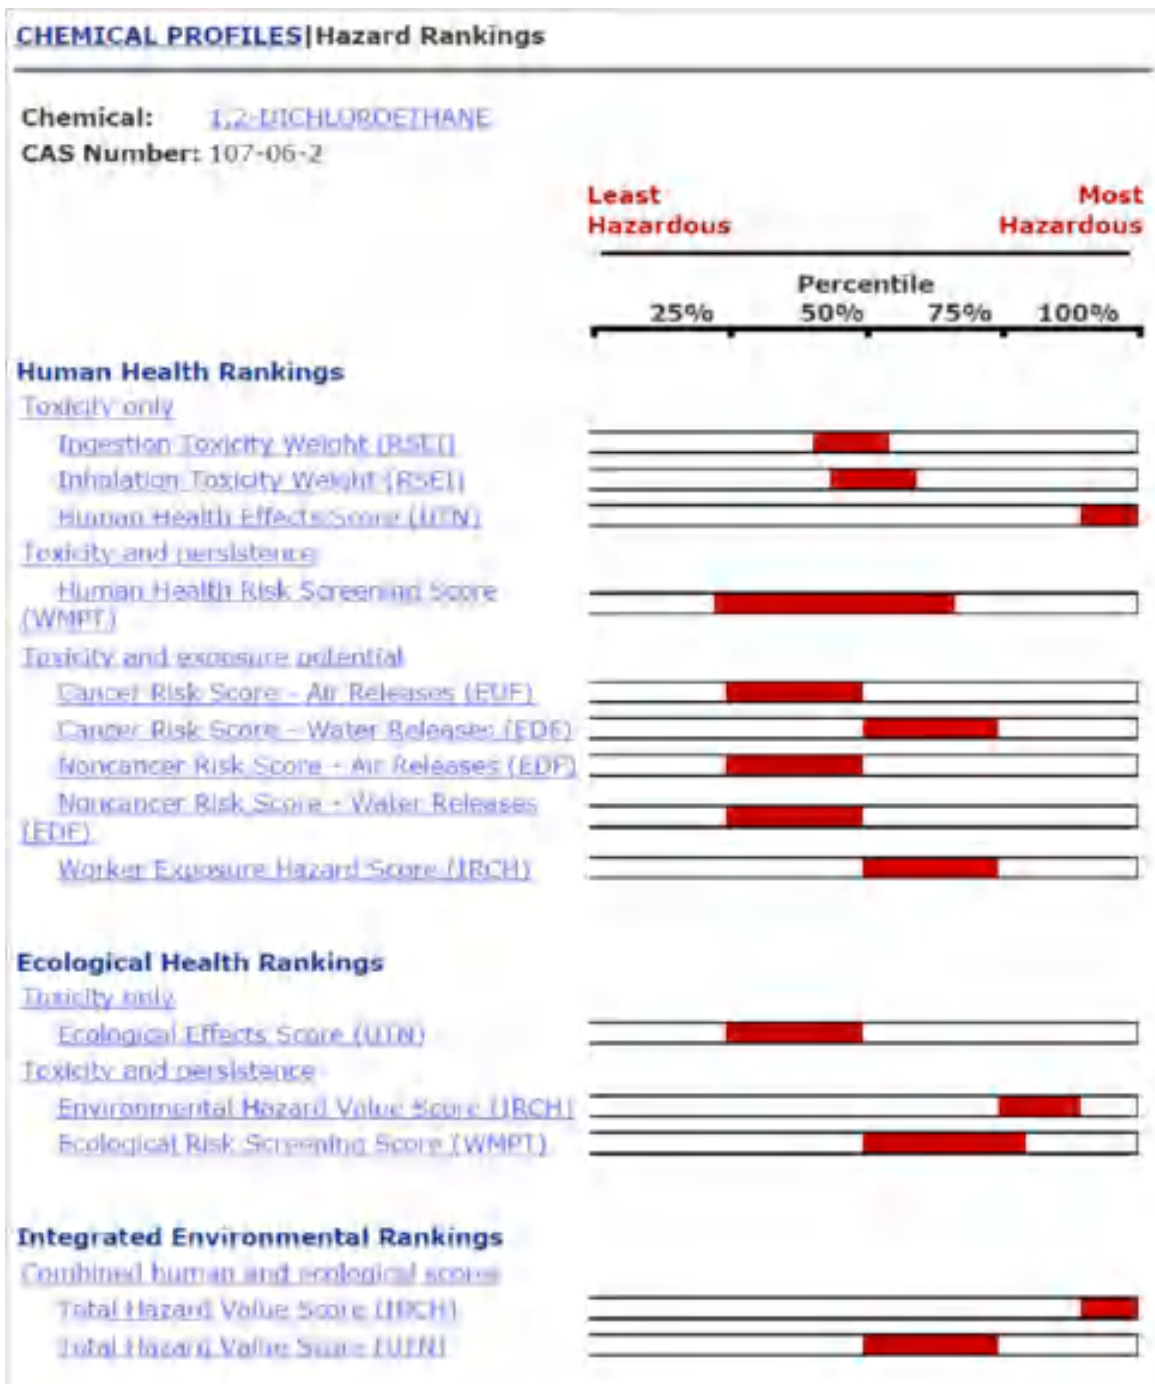 CHEMICAL PROFILES|Hazard Rankings
Chemical: 1,2-DICHLOROETHANE
CAS Number: 107-06-2
Least Most
Hazardous Hazardous
Percentile
25% 50% 75% 100%
Human Health Rankings
Toxicity only
Ingestion Toxicity Weight (RSEI)
Inhalation Toxicity Weight (RSEI)
Human Health Effects Score (UTN)
Toxicity and persistence
Human Health Risk Screening Score
(WMPT)
Toxicity and exposure potential
Cancer Risk Score - Air Releases (EDF)
Cancer Risk Score - Water Releases (EDF)
Noncancer Risk Score - Air Releases (EDF)
Noncancer Risk Score - Water Releases
(EDF)
Worker Exposure Hazard Score (IRCH)
Ecological Health Rankings
Toxicity only
Ecological Effects Score (UTN)
Toxicity and persistence
Environmental Hazard Value Score (IRCH)
Ecological Risk Screening Score (WMPT)
Integrated Environmental Rankings
Combined human and ecological scores
Total Hazard Value Score (IRCH)
Total Hazard Value Score (UTN)